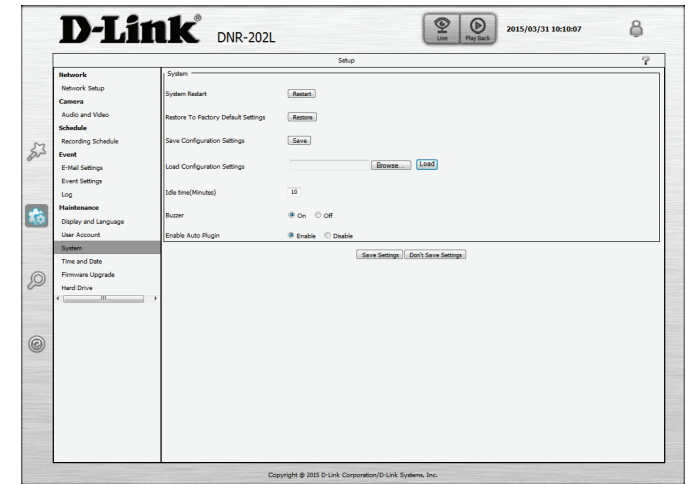 D-Link® DNR-202L
Live
Play Back
2015/03/31 10:10:07
Setup
?
Network
Network Setup
Camera
Audio and Video
Schedule
Recording Schedule
Event
E-Mail Settings
Event Settings
Log
Maintenance
Display and Language
User Account
System
Time and Date
Firmware Upgrade
Hard Drive
System
System Restart Restart
Restore To Factory Default Settings Restore
Save Configuration Settings Save
Load Configuration Settings Browse... Load
Idle time(Minutes) 10
Buzzer On Off
Enable Auto Plugin Enable Disable
Save Settings Don't Save Settings
Copyright @ 2015 D-Link Corporation/D-Link Systems, Inc.